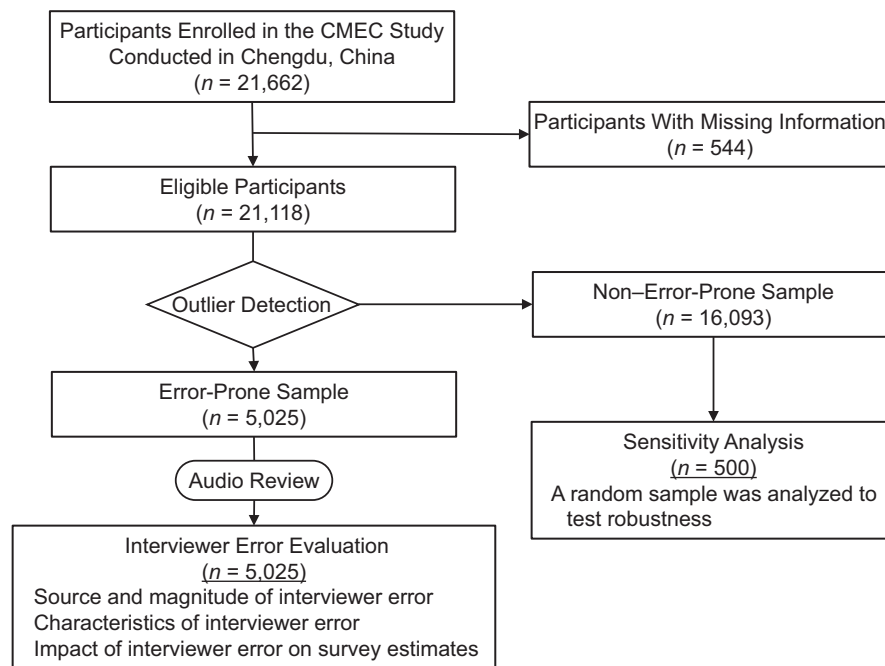 Participants Enrolled in the CMEC Study
Conducted in Chengdu, China
(n = 21,662)
Participants With Missing Information
(n = 544)
Eligible Participants
(n = 21,118)
Outlier Detection
Non–Error-Prone Sample
(n = 16,093)
Error-Prone Sample
(n = 5,025)
Sensitivity Analysis
(n = 500)
A random sample was analyzed to
test robustness
Audio Review
Interviewer Error Evaluation
(n = 5,025)
Source and magnitude of interviewer error
Characteristics of interviewer error
Impact of interviewer error on survey estimates